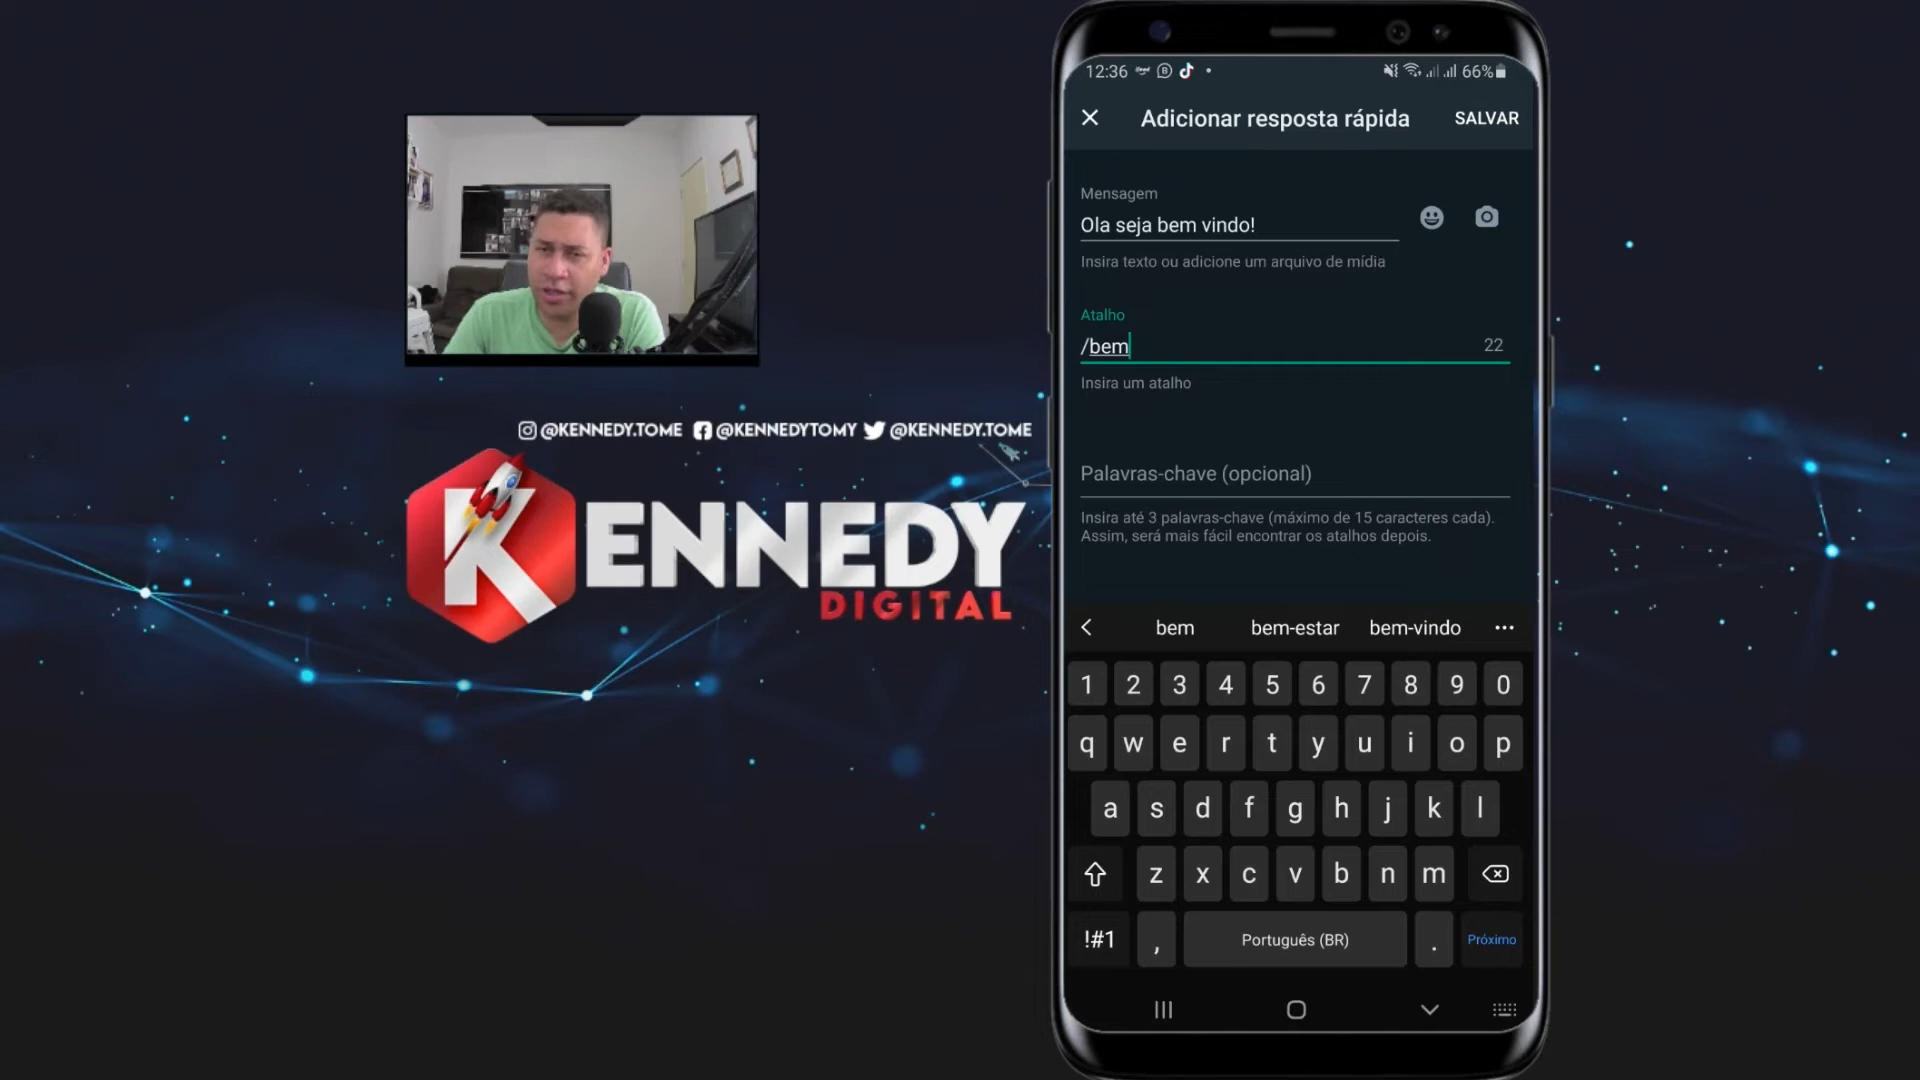 @KENNEDY.TOME @KENNEDYTOMY @KENNEDY.TOME
KENNEDY
DIGITAL
12:36 66%
Adicionar resposta rápida SALVAR
Mensagem
Ola seja bem vindo!
Insira texto ou adicione um arquivo de mídia
Atalho
/bem 22
Insira um atalho
Palavras-chave (opcional)
Insira até 3 palavras-chave (máximo de 15 caracteres cada).
Assim, será mais fácil encontrar os atalhos depois.
bem bem-estar bem-vindo ...
1 2 3 4 5 6 7 8 9 0
q w e r t y u i o p
a s d f g h j k l
z x c v b n m
!#1 , Português (BR) . Próximo